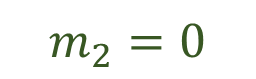 m₂ = 0